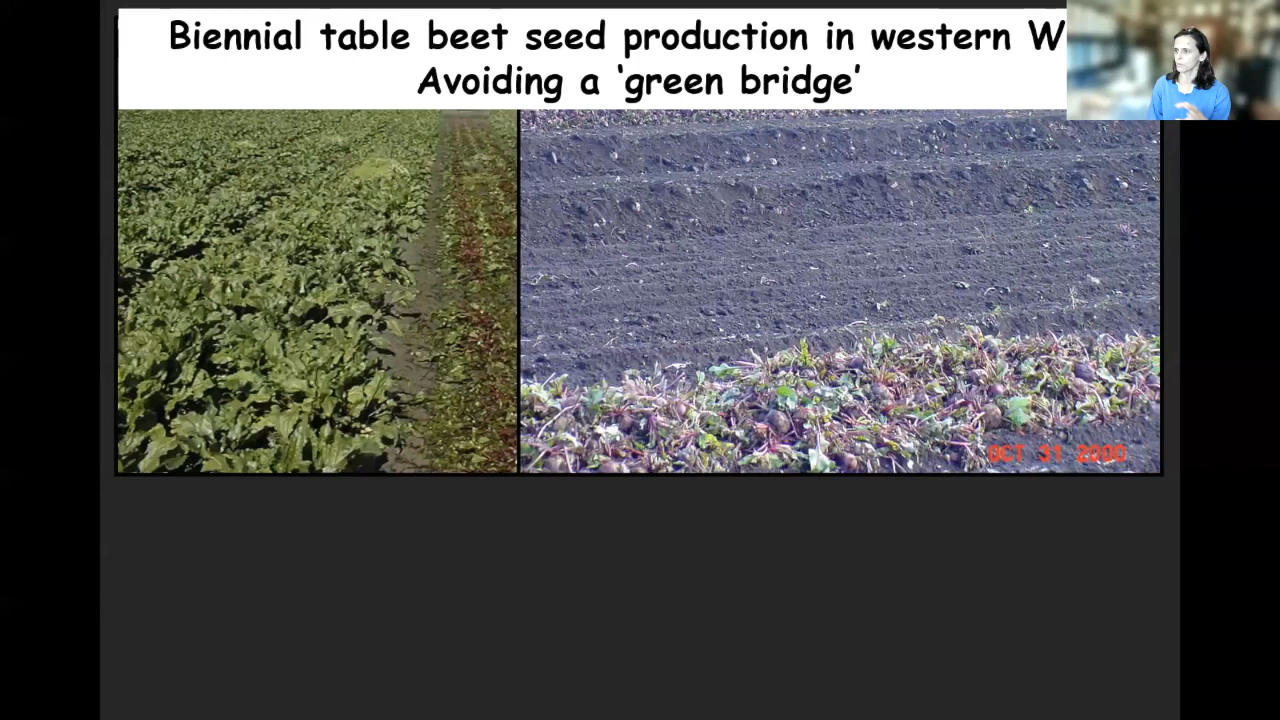 Biennial table beet seed production in western W
Avoiding a ‘green bridge’
OCT 31 2000